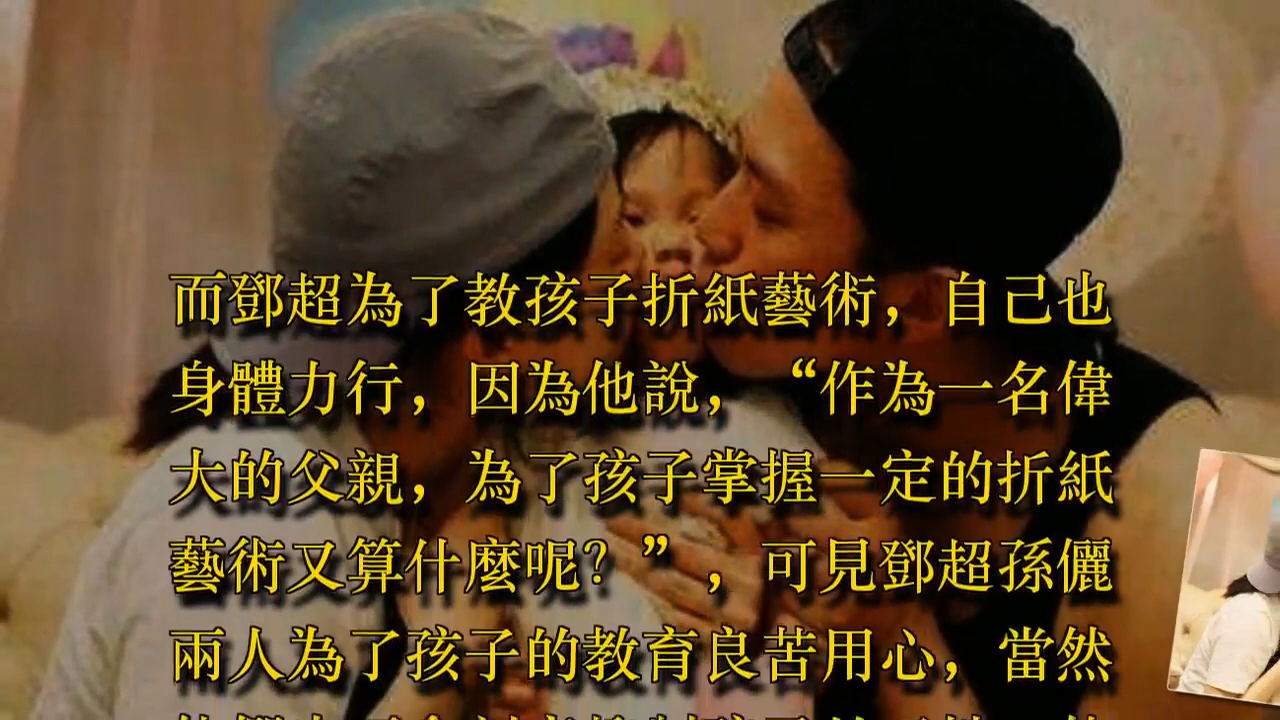 而鄧超為了教孩子折紙藝術，自己也
身體力行，因為他說，“作為一名偉
大的父親，為了孩子掌握一定的折紙
藝術又算什麼呢？”，可見鄧超孫儷
兩人為了孩子的教育良苦用心，當然